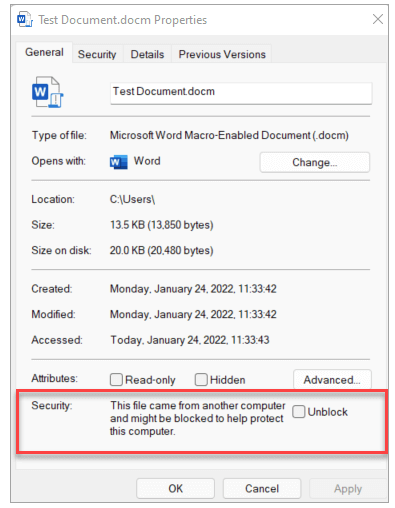 Test Document.docm Properties
General Security Details Previous Versions
W
Test Document.docm
Type of file: Microsoft Word Macro-Enabled Document (.docm)
Opens with: Word Change...
Location: C:\Users\
Size: 13.5 KB (13,850 bytes)
Size on disk: 20.0 KB (20,480 bytes)
Created: Monday, January 24, 2022, 11:33:42
Modified: Monday, January 24, 2022, 11:33:42
Accessed: Today, January 24, 2022, 11:33:43
Attributes: Read-only Hidden Advanced...
Security: This file came from another computer
and might be blocked to help protect
this computer.
Unblock
OK Cancel Apply